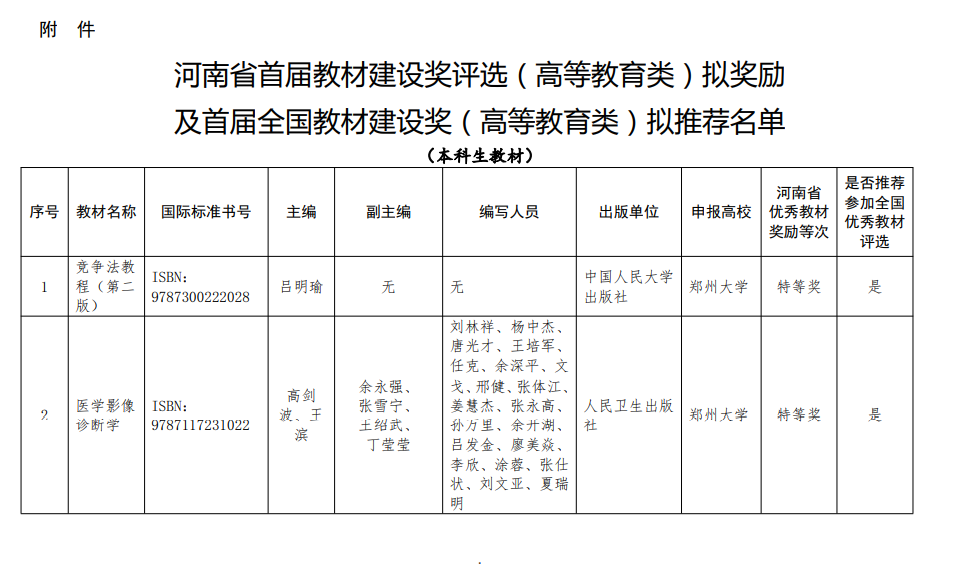 附 件
河南省首届教材建设奖评选（高等教育类）拟奖励
及首届全国教材建设奖（高等教育类）拟推荐名单
（本科生教材）
序号
教材名称
国际标准书号
主编
副主编
编写人员
出版单位
申报高校
河南省
优秀教材
奖励等次
是否推荐
参加全国
优秀教材
评选
1
竞争法教
程（第二
版）
ISBN：
9787300222028
吕明瑜
无
无
中国人民大学
出版社
郑州大学
特等奖
是
2
医学影像
诊断学
ISBN：
9787117231022
高剑
波、王
滨
余永强、
张雪宁、
王绍武、
丁莹莹
刘林祥、杨中杰、
唐光才、王培军、
任克、余深平、文
戈、邢健、张体江、
姜慧杰、张永高、
孙万里、余开湖、
吕发金、廖美焱、
李欣、涂蓉、张仕
状、刘文亚、夏瑞
明
人民卫生出版
社
郑州大学
特等奖
是